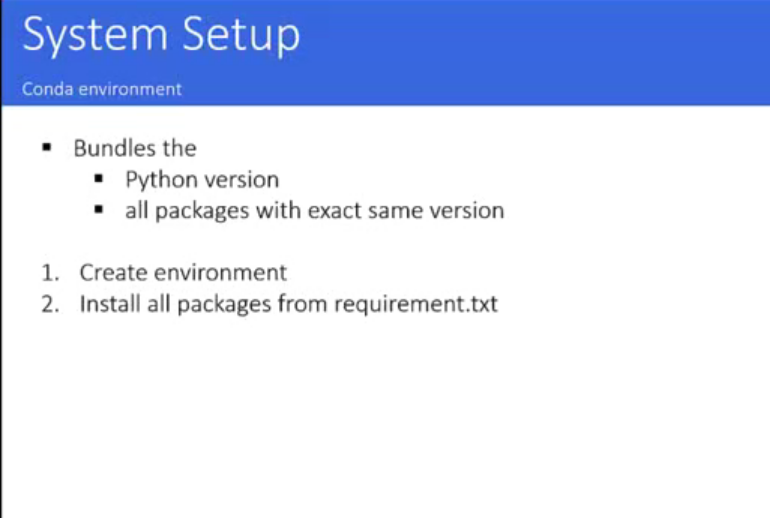 System Setup
Conda environment
▪ Bundles the
▪ Python version
▪ all packages with exact same version
1. Create environment
2. Install all packages from requirement.txt